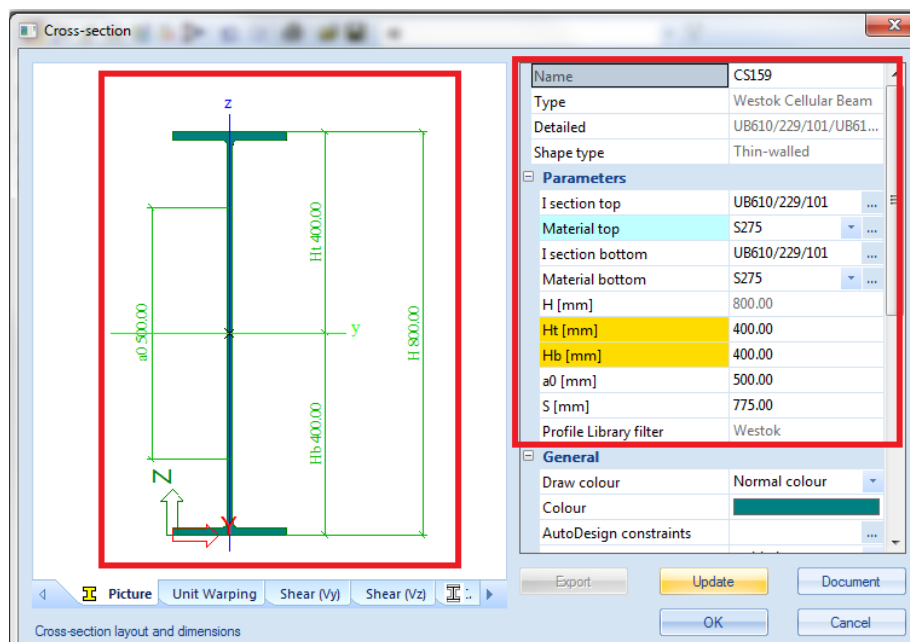 Cross-section
z
Ht 400.00
a0 500.00
y
H 800.00
Hb 400.00
Z
Y
Picture
Unit Warping
Shear (Vy)
Shear (Vz)
Cross-section layout and dimensions
Name CS159
Type Westok Cellular Beam
Detailed UB610/229/101/UB61...
Shape type Thin-walled
Parameters
I section top UB610/229/101 ...
Material top S275 ...
I section bottom UB610/229/101 ...
Material bottom S275 ...
H [mm] 800.00
Ht [mm] 400.00
Hb [mm] 400.00
a0 [mm] 500.00
S [mm] 775.00
Profile Library filter Westok
General
Draw colour Normal colour
Colour
AutoDesign constraints ...
Export Update Document
OK Cancel